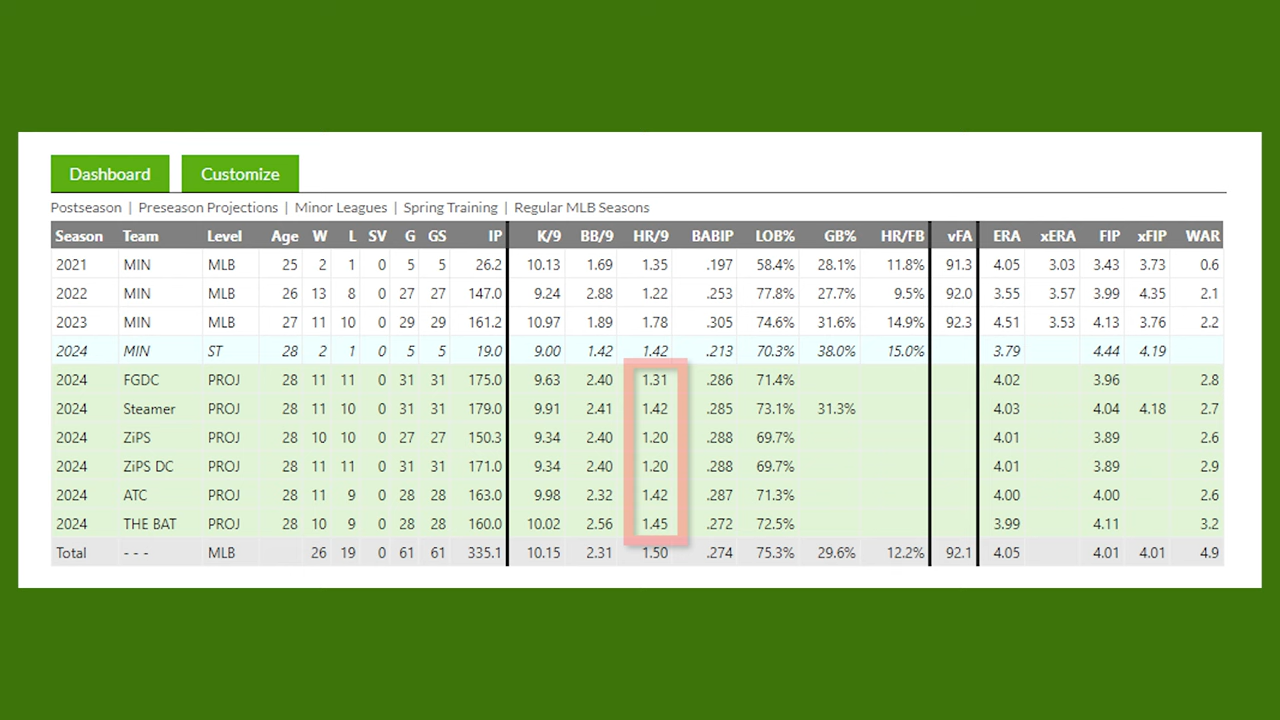 Dashboard Customize
Postseason | Preseason Projections | Minor Leagues | Spring Training | Regular MLB Seasons
Season Team Level Age W L SV G GS IP K/9 BB/9 HR/9 BABIP LOB% GB% HR/FB vFA ERA xERA FIP xFIP WAR
2021 MIN MLB 25 2 1 0 5 5 26.2 10.13 1.69 1.35 .197 58.4% 28.1% 11.8% 91.3 4.05 3.03 3.43 3.73 0.6
2022 MIN MLB 26 13 8 0 27 27 147.0 9.24 2.88 1.22 .253 77.8% 27.7% 9.5% 92.0 3.55 3.57 3.99 4.35 2.1
2023 MIN MLB 27 11 10 0 29 29 161.2 10.97 1.89 1.78 .305 74.6% 31.6% 14.9% 92.3 4.51 3.53 4.13 3.76 2.2
2024 MIN ST 28 2 1 0 5 5 19.0 9.00 1.42 1.42 .213 70.3% 38.0% 15.0% 3.79 4.44 4.19
2024 FGDC PROJ 28 11 11 0 31 31 175.0 9.63 2.40 1.31 .286 71.4% 4.02 3.96 2.8
2024 Steamer PROJ 28 11 10 0 31 31 179.0 9.91 2.41 1.42 .285 73.1% 31.3% 4.03 4.04 4.18 2.7
2024 ZiPS PROJ 28 10 10 0 27 27 150.3 9.34 2.40 1.20 .288 69.7% 4.01 3.89 2.6
2024 ZiPS DC PROJ 28 11 11 0 31 31 171.0 9.34 2.40 1.20 .288 69.7% 4.01 3.89 2.9
2024 ATC PROJ 28 11 9 0 28 28 163.0 9.98 2.32 1.42 .287 71.3% 4.00 4.00 2.6
2024 THE BAT PROJ 28 10 9 0 28 28 160.0 10.02 2.56 1.45 .272 72.5% 3.99 4.11 3.2
Total - - - MLB 26 19 0 61 61 335.1 10.15 2.31 1.50 .274 75.3% 29.6% 12.2% 92.1 4.05 4.01 4.01 4.9